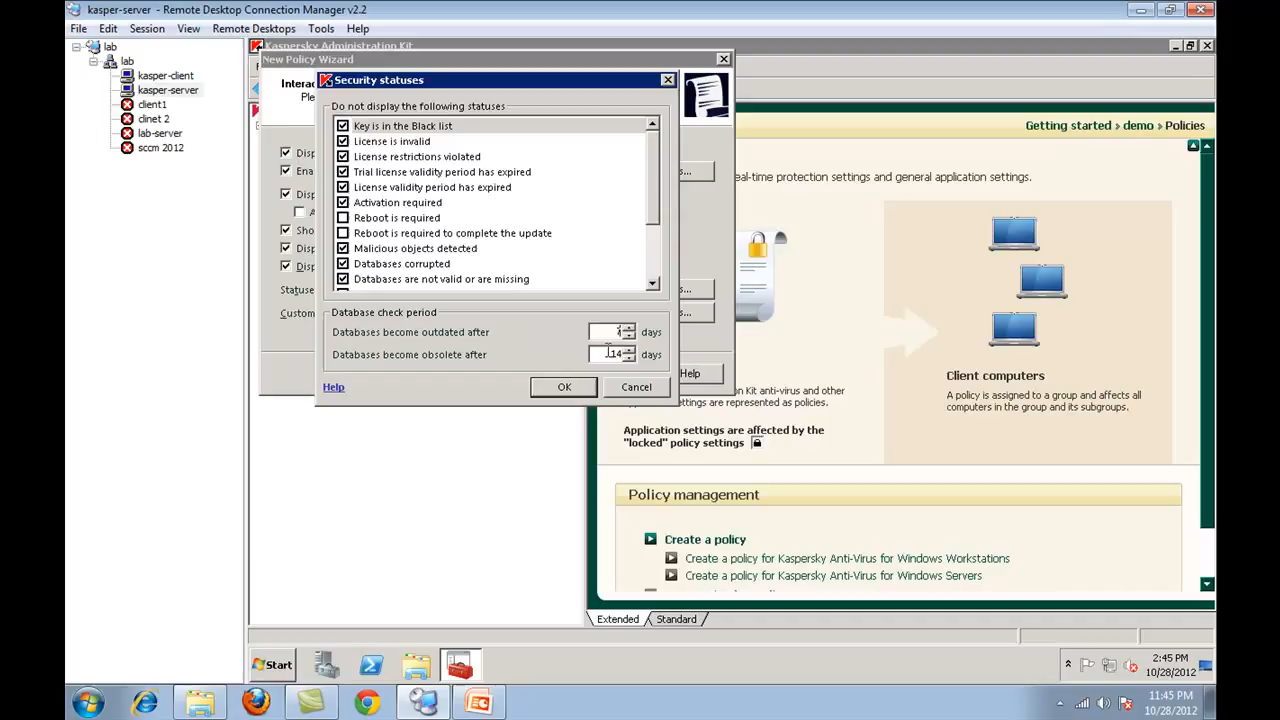 kasper-server - Remote Desktop Connection Manager v2.2
File Edit Session View Remote Desktops Tools Help
lab
lab
kasper-client
kasper-server
client1
clinet 2
lab-server
sccm 2012
Kaspersky Administration Kit
New Policy Wizard
Interac
Ple
Security statuses
Do not display the following statuses
Key is in the Black list
License is invalid
License restrictions violated
Trial license validity period has expired
License validity period has expired
Activation required
Reboot is required
Reboot is required to complete the update
Malicious objects detected
Databases corrupted
Databases are not valid or are missing
Disp
Ena
Disp
A
Sho
Disp
Disp
Statuse
Custom
Database check period
Databases become outdated after days
Databases become obsolete after 14 days
Help OK Cancel
s...
s...
s...
Help
Getting started > demo > Policies
eal-time protection settings and general application settings.
on Kit anti-virus and other
ettings are represented as policies.
Application settings are affected by the
"locked" policy settings
Client computers
A policy is assigned to a group and affects all
computers in the group and its subgroups.
Policy management
Create a policy
Create a policy for Kaspersky Anti-Virus for Windows Workstations
Create a policy for Kaspersky Anti-Virus for Windows Servers
Extended Standard
Start
2:45 PM
10/28/2012
11:45 PM
10/28/2012